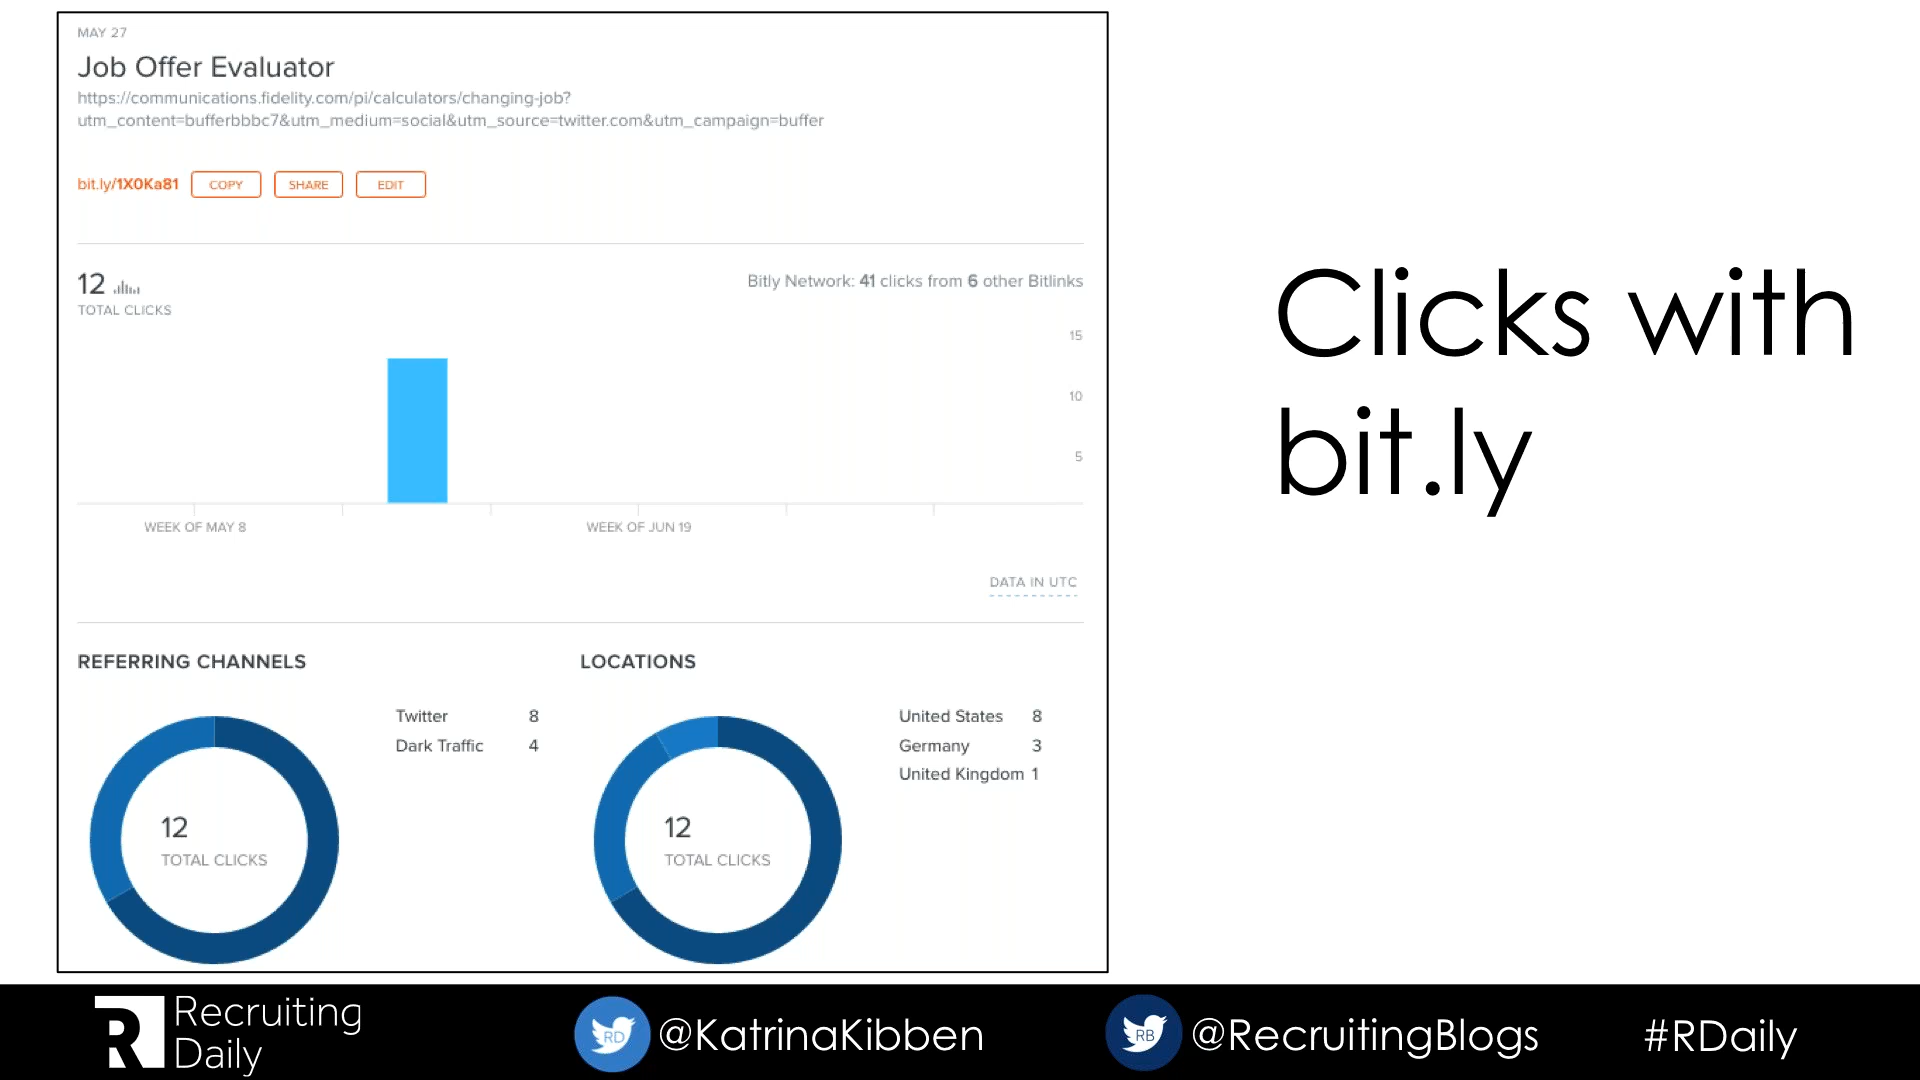 MAY 27
Job Offer Evaluator
https://communications.fidelity.com/pi/calculators/changing-job?
utm_content=bufferbbbc7&utm_medium=social&utm_source=twitter.com&utm_campaign=buffer
bit.ly/1X0Ka81 COPY SHARE EDIT
12
TOTAL CLICKS
Bitly Network: 41 clicks from 6 other Bitlinks
15
10
5
WEEK OF MAY 8 WEEK OF JUN 19
DATA IN UTC
REFERRING CHANNELS
Twitter 8
Dark Traffic 4
12
TOTAL CLICKS
LOCATIONS
United States 8
Germany 3
United Kingdom 1
12
TOTAL CLICKS
Clicks with
bit.ly
R Recruiting
Daily
RD @KatrinaKibben
RB @RecruitingBlogs
#RDaily